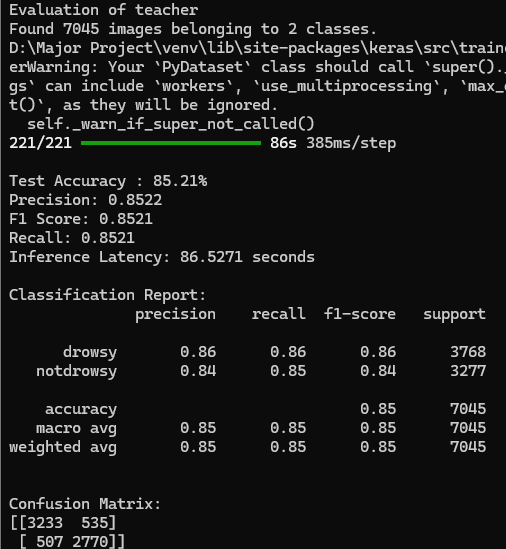 Evaluation of teacher
Found 7045 images belonging to 2 classes.
D:\Major Project\venv\lib\site-packages\keras\src\train
erWarning: Your `PyDataset` class should call `super().
gs` can include `workers`, `use_multiprocessing`, `max_
t()`, as they will be ignored.
  self._warn_if_super_not_called()
221/221 86s 385ms/step
Test Accuracy : 85.21%
Precision: 0.8522
F1 Score: 0.8521
Recall: 0.8521
Inference Latency: 86.5271 seconds
Classification Report:
              precision    recall  f1-score   support
      drowsy       0.86      0.86      0.86      3768
   notdrowsy       0.84      0.85      0.84      3277
    accuracy                           0.85      7045
   macro avg       0.85      0.85      0.85      7045
weighted avg       0.85      0.85      0.85      7045
Confusion Matrix:
[[3233  535]
 [ 507 2770]]